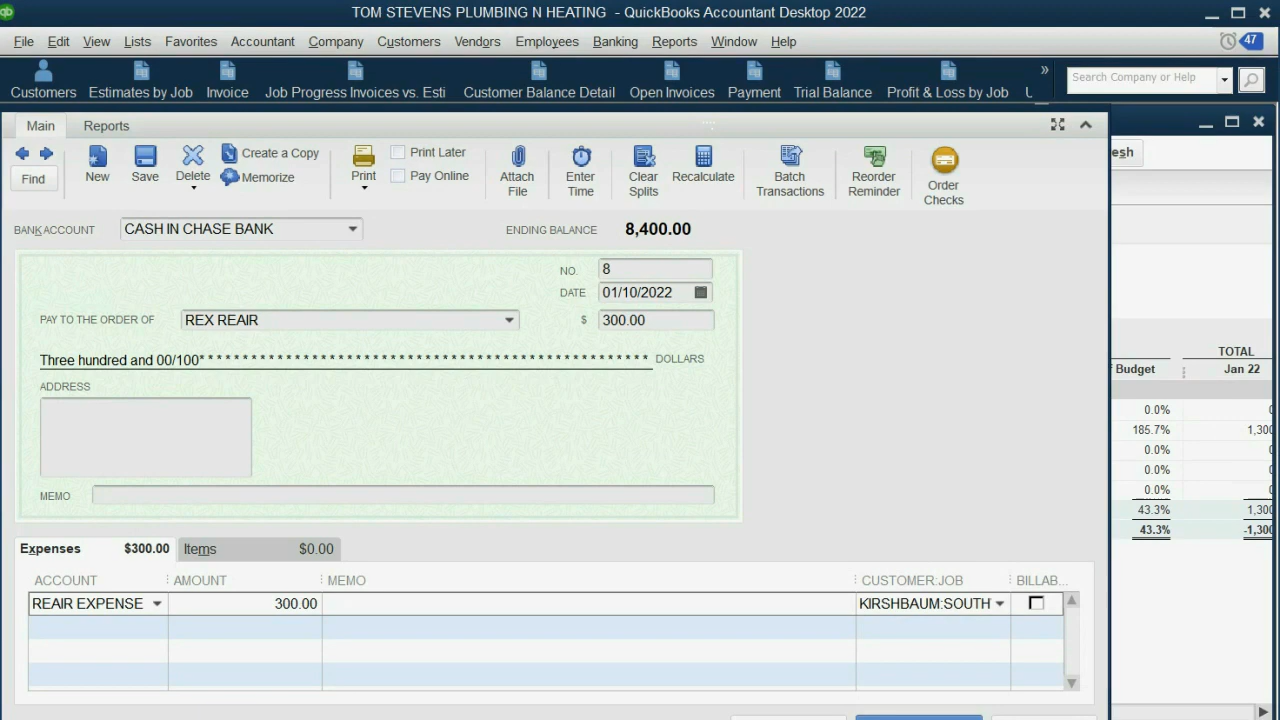 qb
TOM STEVENS PLUMBING N HEATING - QuickBooks Accountant Desktop 2022
File Edit View Lists Favorites Accountant Company Customers Vendors Employees Banking Reports Window Help
47
Customers Estimates by Job Invoice Job Progress Invoices vs. Esti Customer Balance Detail Open Invoices Payment Trial Balance Profit & Loss by Job U
»
Search Company or Help
Main Reports
Find
New
Save
Delete
Create a Copy
Memorize
Print
Print Later
Pay Online
Attach File
Enter Time
Clear Splits
Recalculate
Batch Transactions
Reorder Reminder
Order Checks
esh
BANK ACCOUNT CASH IN CHASE BANK
ENDING BALANCE 8,400.00
NO. 8
DATE 01/10/2022
PAY TO THE ORDER OF REX REAIR $ 300.00
Three hundred and 00/100* * * * * * * * * * * * * * * * * * * * * * * * * * * * * * * * * * * * * * * * * * * * * * * * * * * * DOLLARS
ADDRESS
MEMO
Expenses $300.00 Items $0.00
ACCOUNT AMOUNT MEMO CUSTOMER:JOB BILLAB...
REAIR EXPENSE 300.00 KIRSHBAUM:SOUTH
TOTAL
Budget Jan 22
0.0% 0
185.7% 1,300
0.0% 0
0.0% 0
0.0% 0
43.3% 1,300
43.3% -1,300